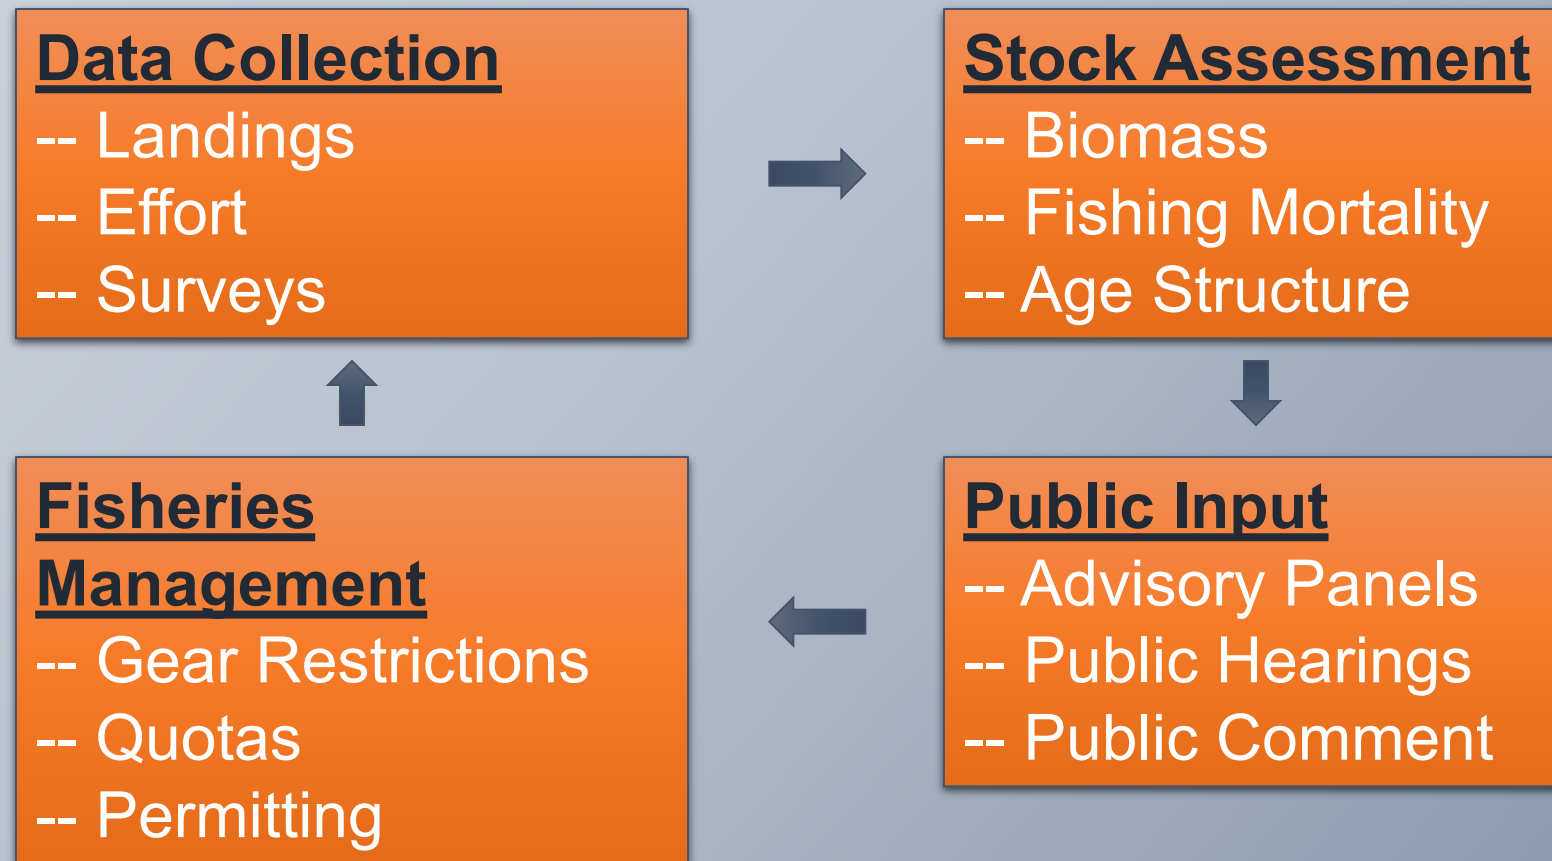 Data Collection
-- Landings
-- Effort
-- Surveys
Stock Assessment
-- Biomass
-- Fishing Mortality
-- Age Structure
Public Input
-- Advisory Panels
-- Public Hearings
-- Public Comment
Fisheries
Management
-- Gear Restrictions
-- Quotas
-- Permitting